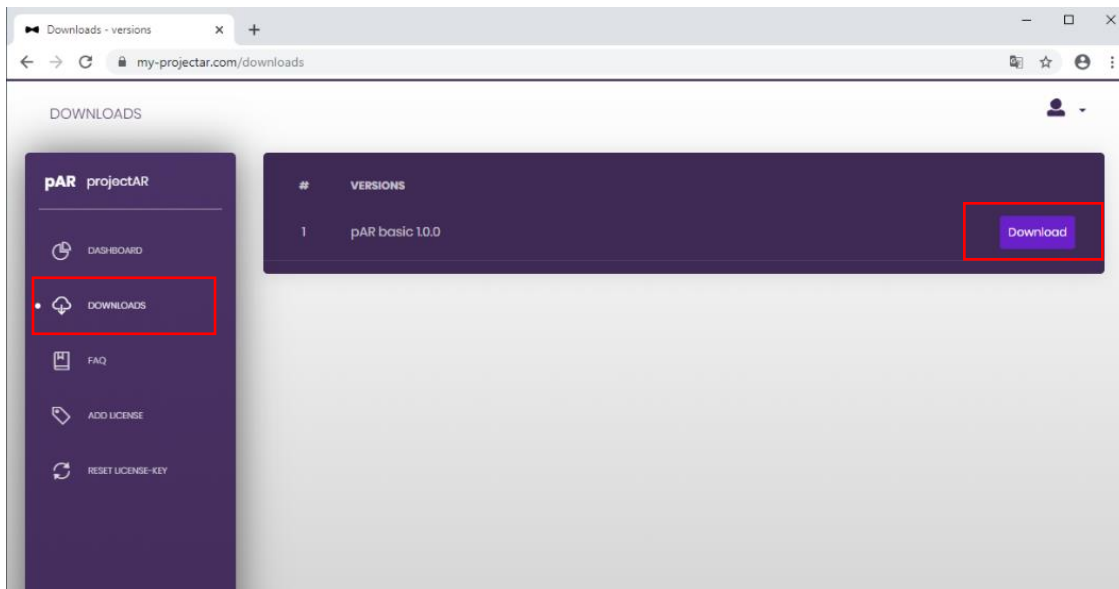 Downloads - versions
my-projectar.com/downloads
DOWNLOADS
pAR projectAR
DASHBOARD
DOWNLOADS
FAQ
ADD LICENSE
RESET LICENSE-KEY
# VERSIONS
1 pAR basic 1.0.0 Download